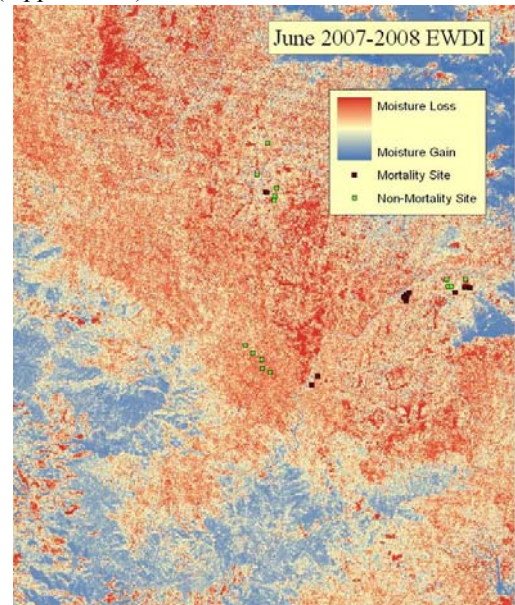 June 2007-2008 EWDI
Moisture Loss
Moisture Gain
Mortality Site
Non-Mortality Site